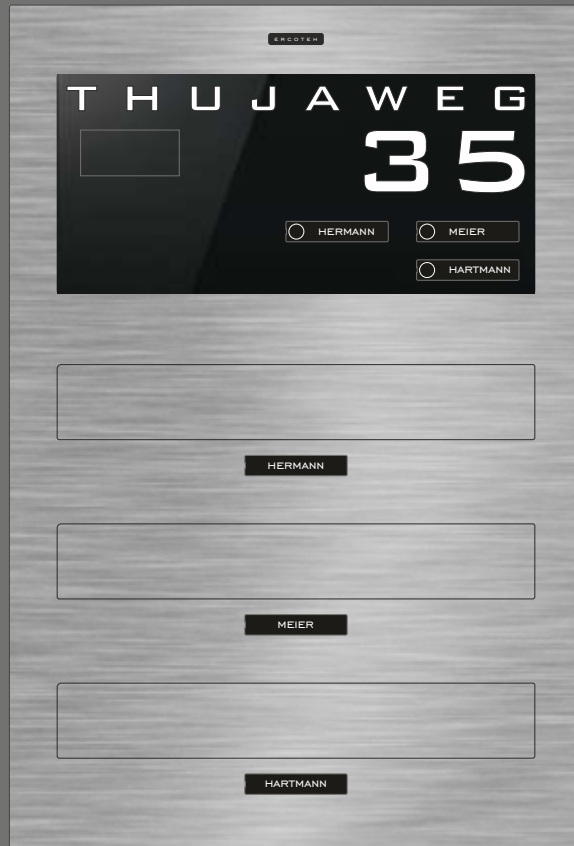 ERCOTEH
THUJAWEG
35
HERMANN MEIER
HARTMANN
HERMANN
MEIER
HARTMANN